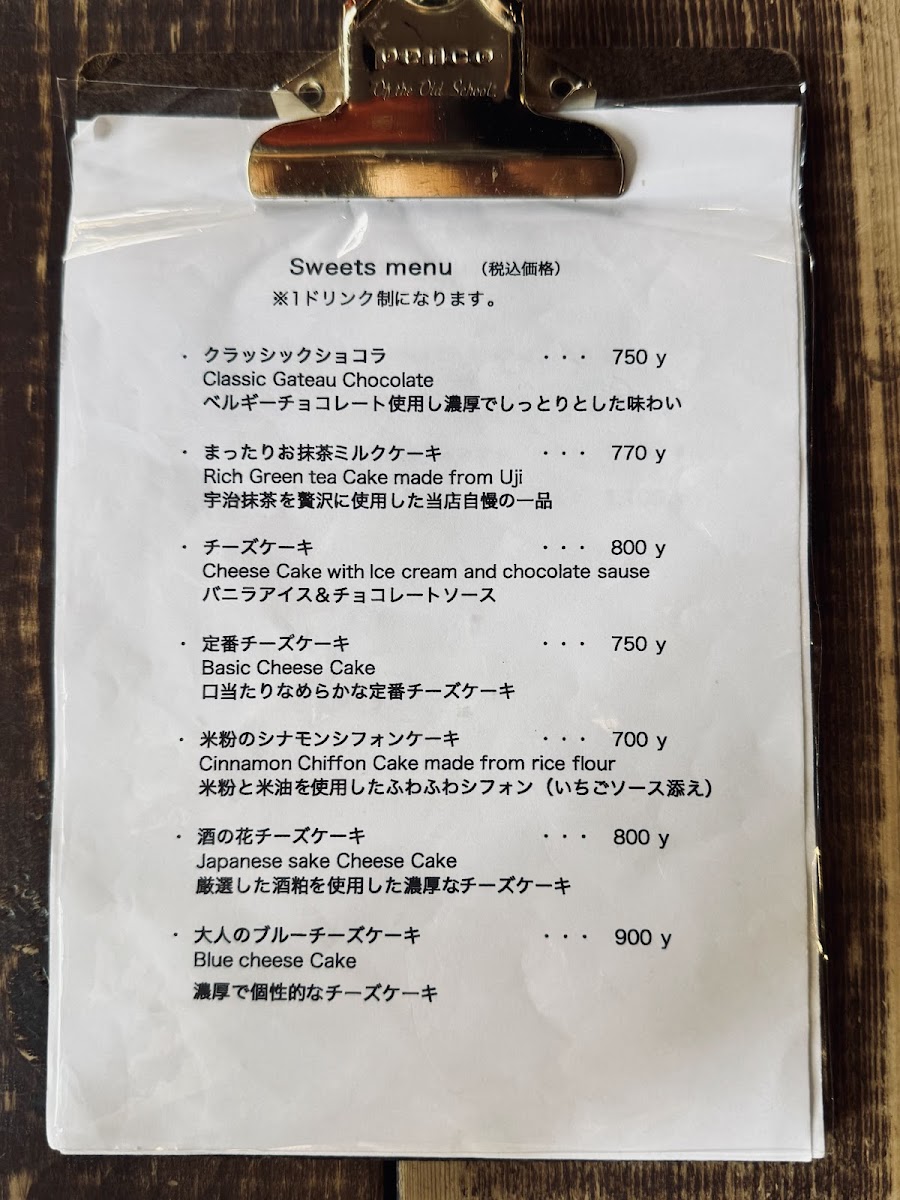 penco
Of the Old School.
Sweets menu （税込価格）
※1ドリンク制になります。
・クラッシックショコラ ・・・ 750 y
Classic Gateau Chocolate
ベルギーチョコレート使用し濃厚でしっとりとした味わい
・まったりお抹茶ミルクケーキ ・・・ 770 y
Rich Green tea Cake made from Uji
宇治抹茶を贅沢に使用した当店自慢の一品
・チーズケーキ ・・・ 800 y
Cheese Cake with Ice cream and chocolate sause
バニラアイス＆チョコレートソース
・定番チーズケーキ ・・・ 750 y
Basic Cheese Cake
口当たりなめらかな定番チーズケーキ
・米粉のシナモンシフォンケーキ ・・・ 700 y
Cinnamon Chiffon Cake made from rice flour
米粉と米油を使用したふわふわシフォン（いちごソース添え）
・酒の花チーズケーキ ・・・ 800 y
Japanese sake Cheese Cake
厳選した酒粕を使用した濃厚なチーズケーキ
・大人のブルーチーズケーキ ・・・ 900 y
Blue cheese Cake
濃厚で個性的なチーズケーキ